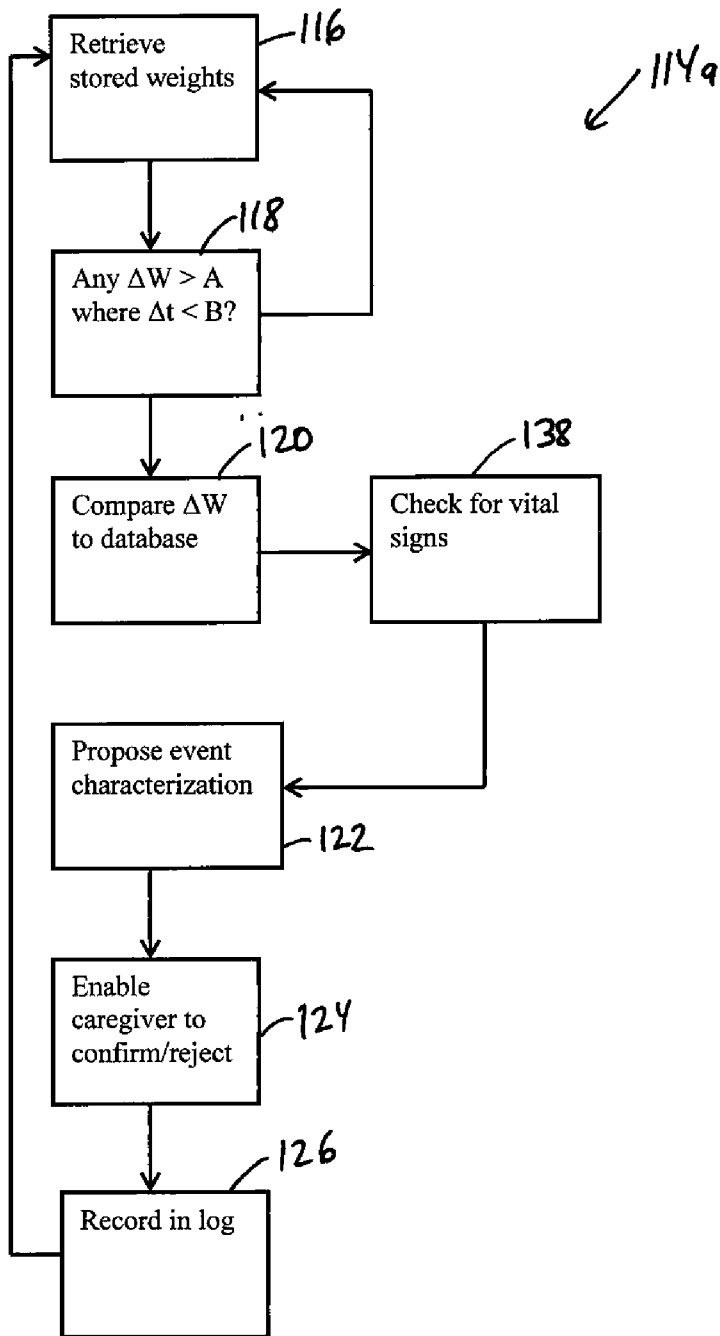 Retrieve
stored weights
116
114a
118
Any ΔW > A
where Δt < B?
120
Compare ΔW
to database
138
Check for vital
signs
Propose event
characterization
122
Enable
caregiver to
confirm/reject
124
126
Record in log